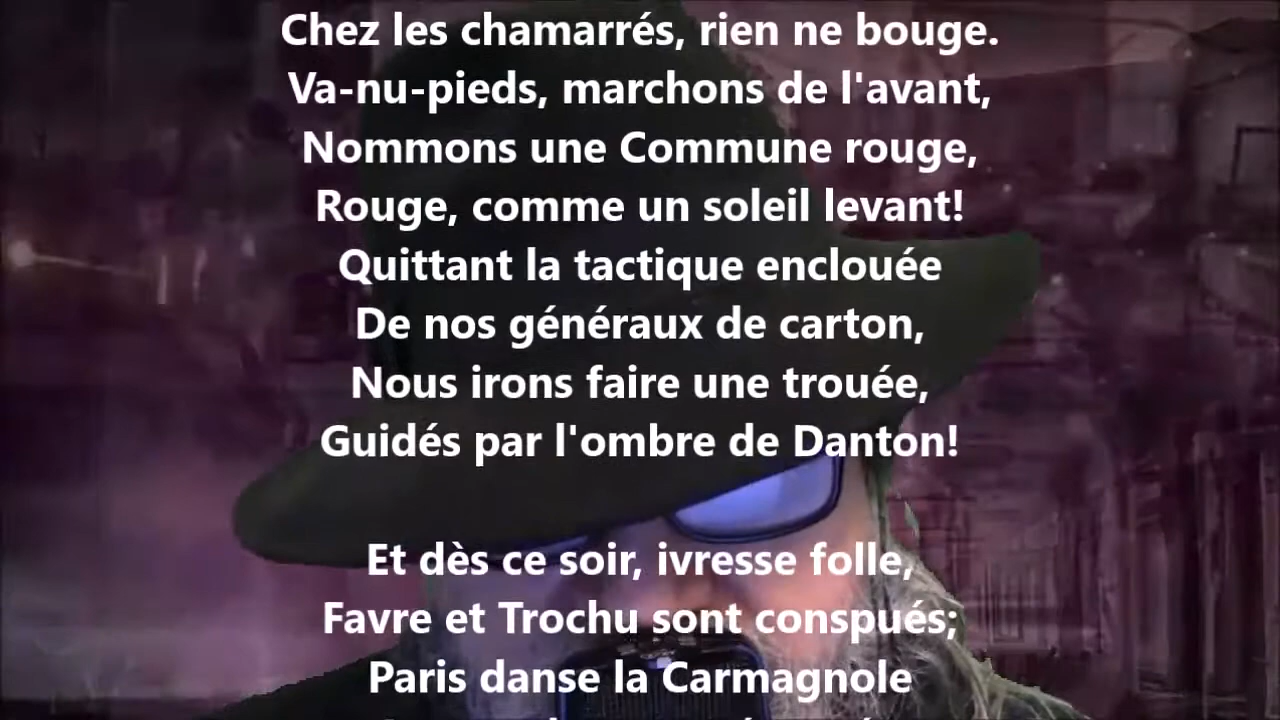 Chez les chamarrés, rien ne bouge.
Va-nu-pieds, marchons de l'avant,
Nommons une Commune rouge,
Rouge, comme un soleil levant!
Quittant la tactique enclouée
De nos généraux de carton,
Nous irons faire une trouée,
Guidés par l'ombre de Danton!
Et dès ce soir, ivresse folle,
Favre et Trochu sont conspués;
Paris danse la Carmagnole